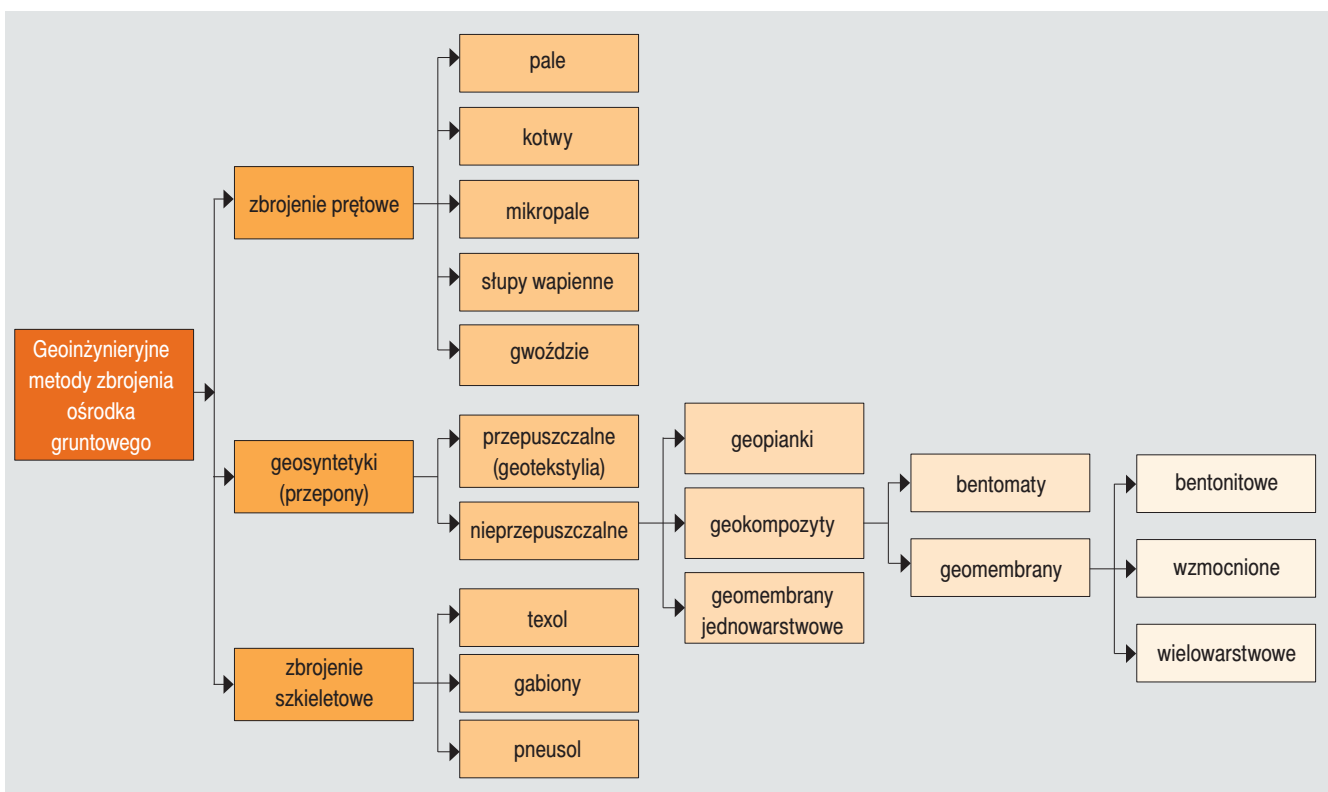 Geoinżynieryjne
metody zbrojenia
ośrodka
gruntowego
zbrojenie prętowe
pale
kotwy
mikropale
słupy wapienne
gwoździe
geosyntetyki
(przepony)
przepuszczalne
(geotekstylia)
nieprzepuszczalne
geopianki
geokompozyty
geomembrany
jednowarstwowe
bentomaty
geomembrany
bentonitowe
wzmocnione
wielowarstwowe
zbrojenie
szkieletowe
texol
gabiony
pneusol